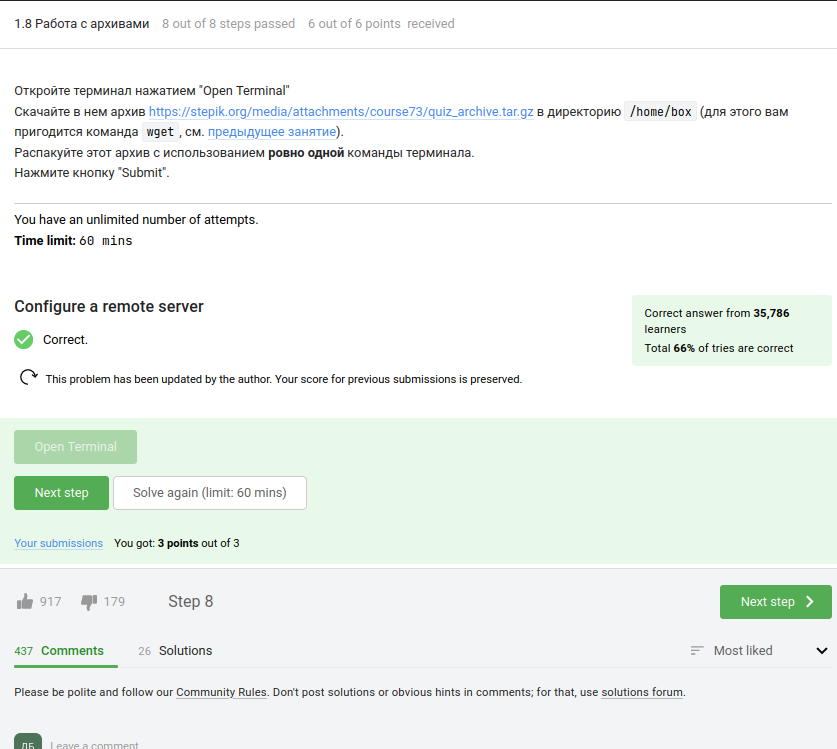 1.8 Работа с архивами 8 out of 8 steps passed 6 out of 6 points received
Откройте терминал нажатием "Open Terminal"
Скачайте в нем архив https://stepik.org/media/attachments/course73/quiz_archive.tar.gz в директорию /home/box (для этого вам
пригодится команда wget , см. предыдущее занятие).
Распакуйте этот архив с использованием ровно одной команды терминала.
Нажмите кнопку "Submit".
You have an unlimited number of attempts.
Time limit: 60 mins
Configure a remote server
Correct answer from 35,786
learners
Total 66% of tries are correct
Correct.
This problem has been updated by the author. Your score for previous submissions is preserved.
Open Terminal
Next step Solve again (limit: 60 mins)
Your submissions You got: 3 points out of 3
917 179 Step 8 Next step
437 Comments 26 Solutions Most liked
Please be polite and follow our Community Rules. Don't post solutions or obvious hints in comments; for that, use solutions forum.
ДБ Leave a comment